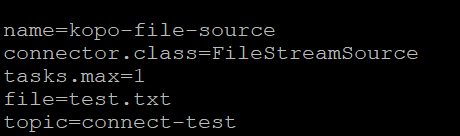 name=kopo-file-source
connector.class=FileStreamSource
tasks.max=1
file=test.txt
topic=connect-test